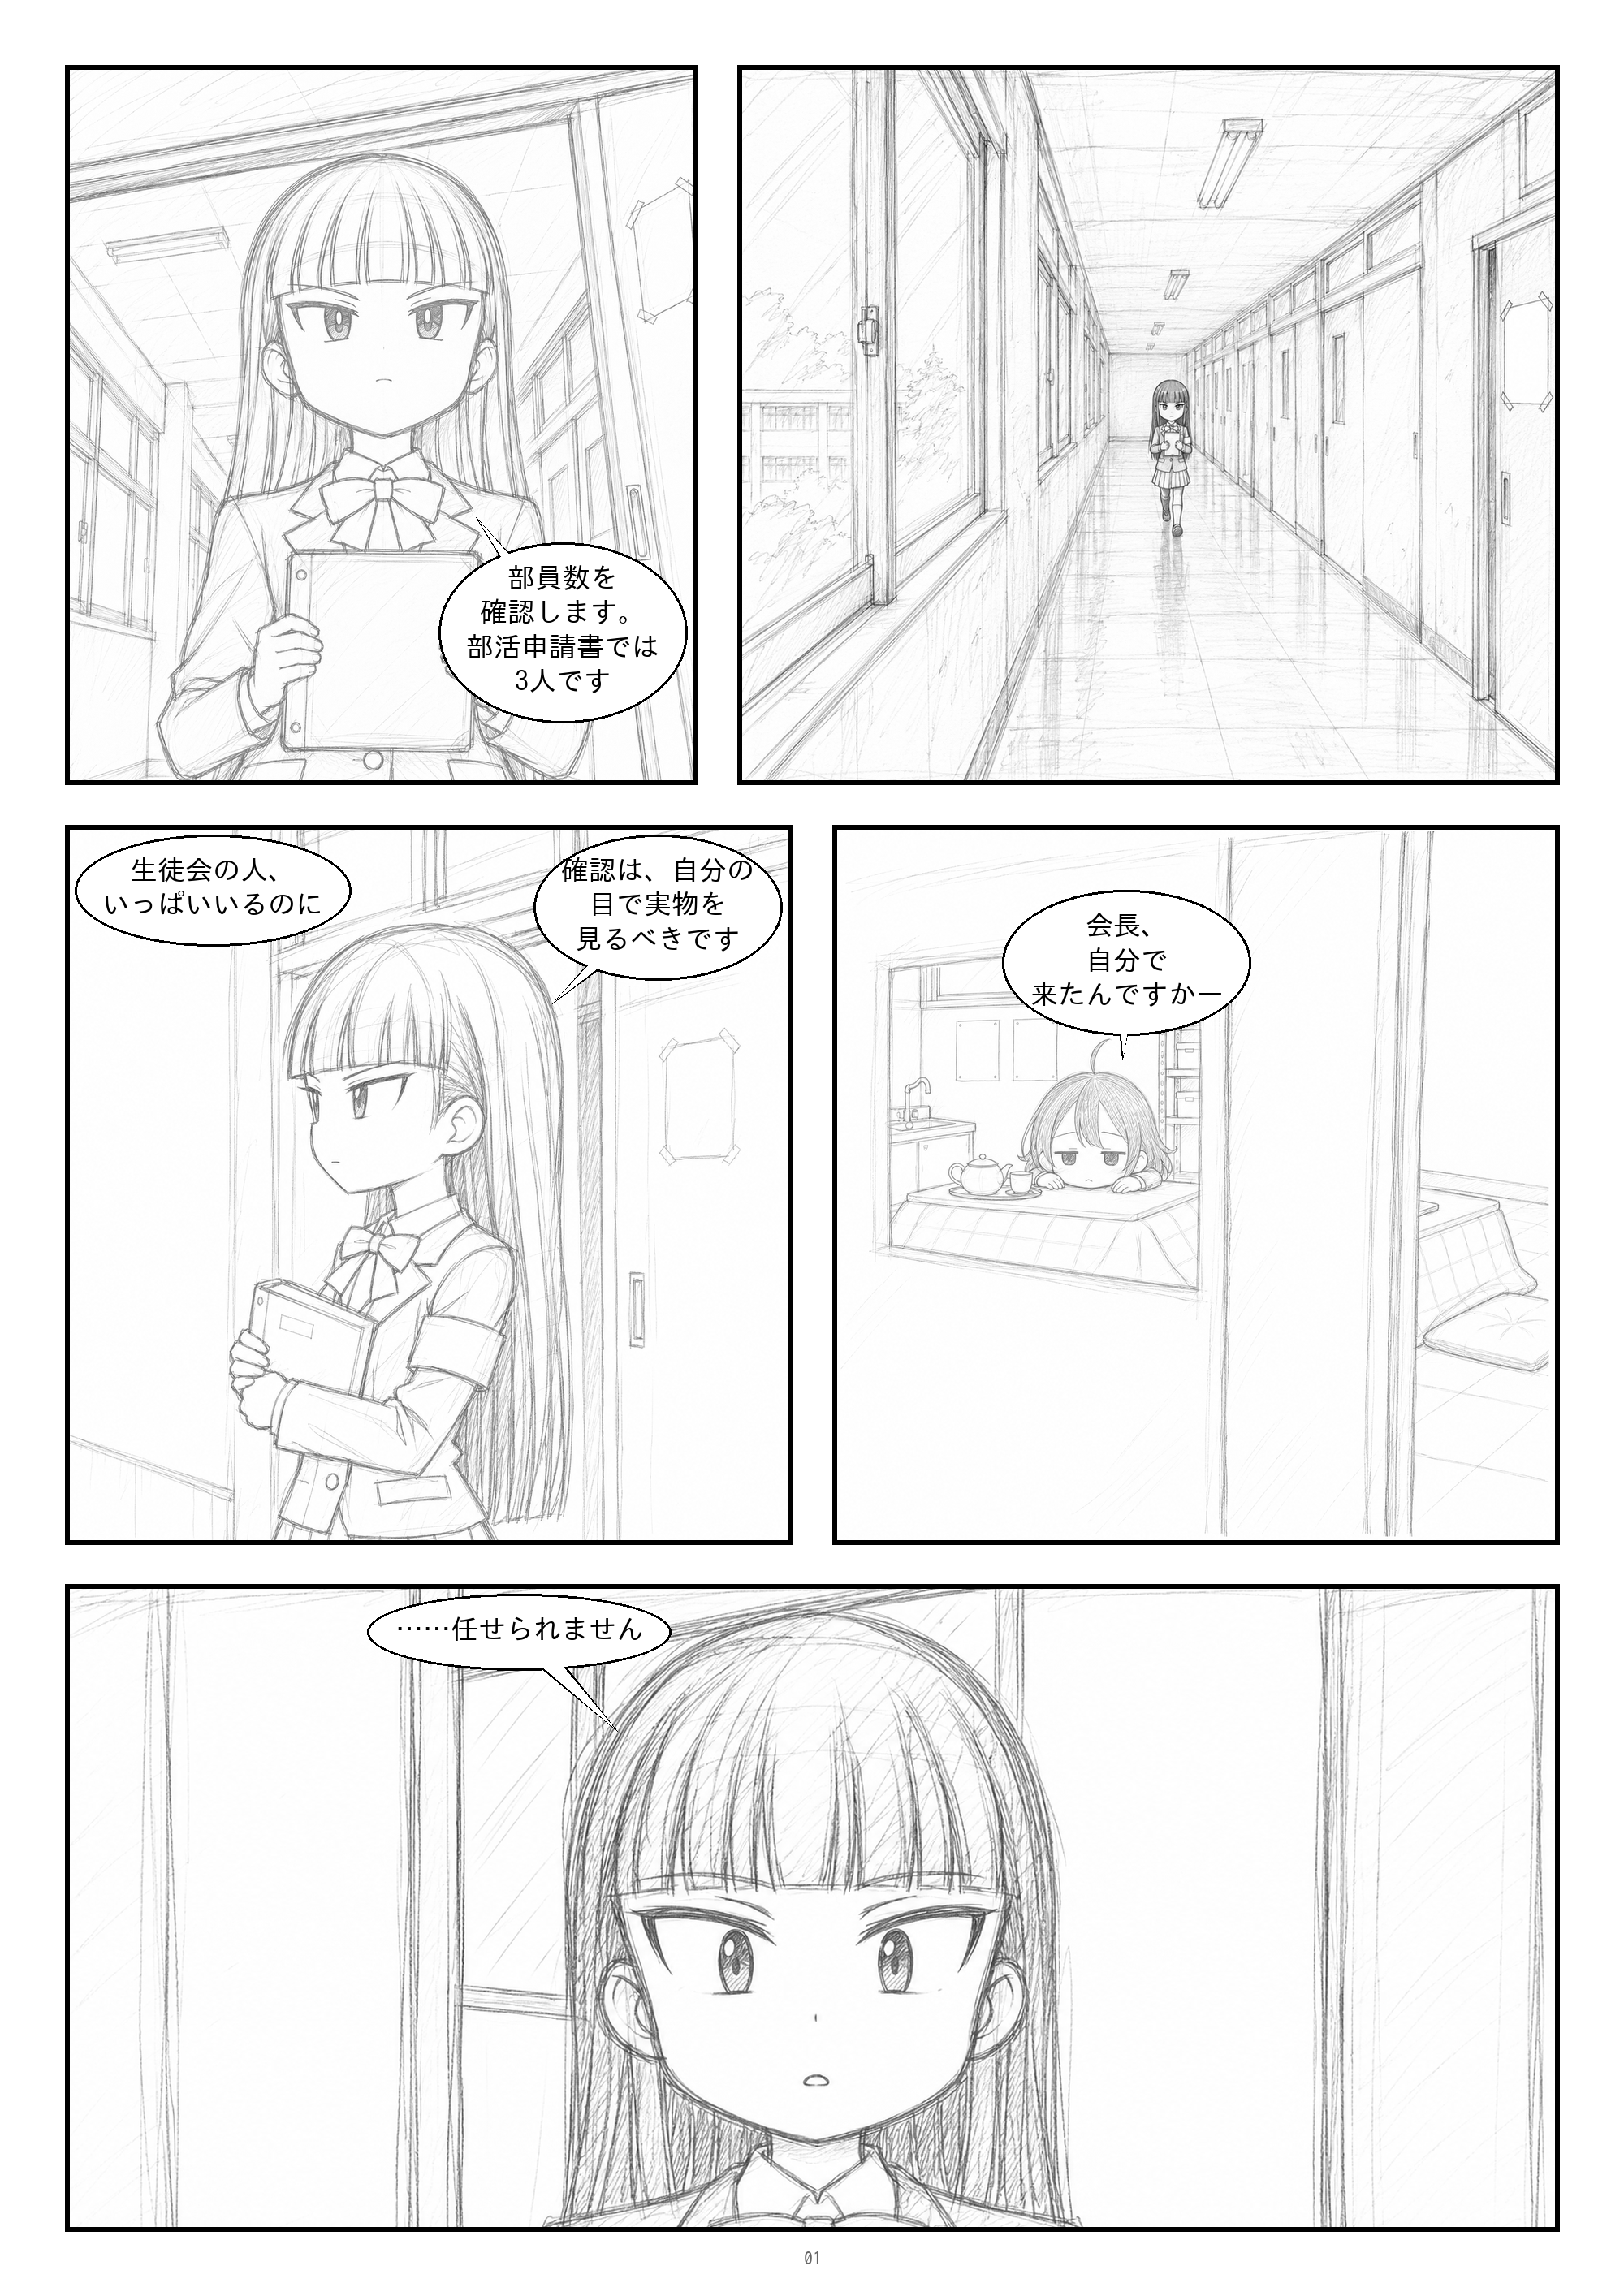 部員数を
確認します。
部活申請書では
3人です
会長、
自分で
来たんですかー
確認は、自分の
目で実物を
見るべきです
生徒会の人、
いっぱいいるのに
……任せられません
01